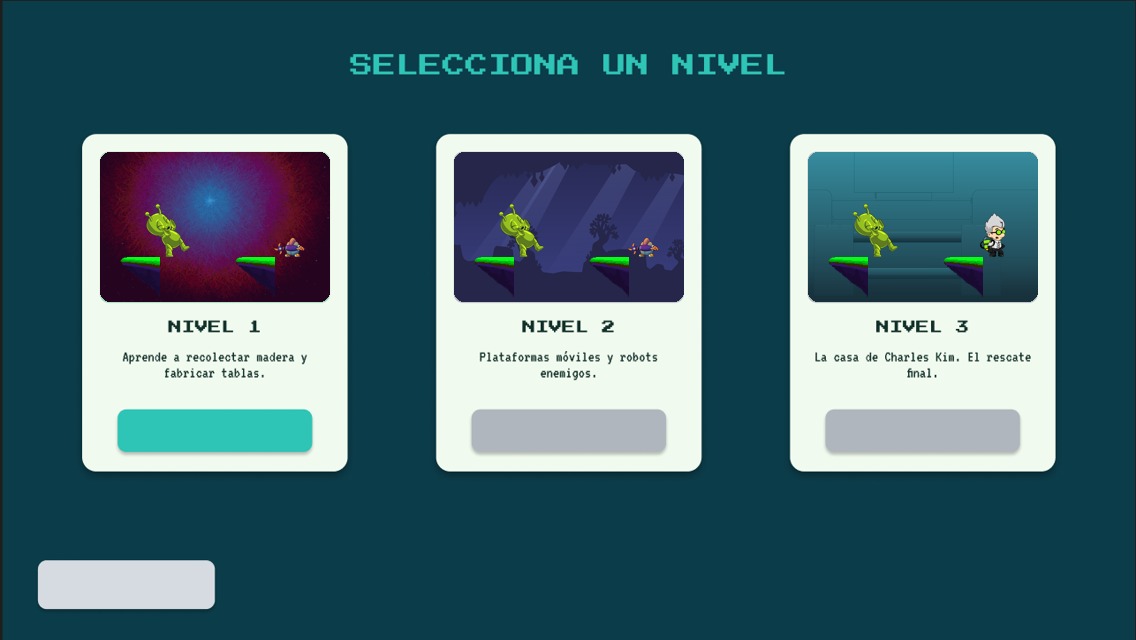 SELECCIONA UN NIVEL
NIVEL 1
Aprende a recolectar madera y
fabricar tablas.
NIVEL 2
Plataformas móviles y robots
enemigos.
NIVEL 3
La casa de Charles Kim. El rescate
final.